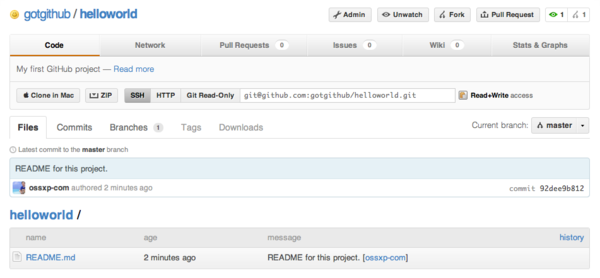 gotgithub / helloworld
Admin Unwatch Fork Pull Request 1 1
Code Network Pull Requests 0 Issues 0 Wiki 0 Stats & Graphs
My first GitHub project — Read more
Clone in Mac ZIP SSH HTTP Git Read-Only git@github.com:gotgithub/helloworld.git Read+Write access
Files Commits Branches 1 Tags Downloads Current branch: master
Latest commit to the master branch
README for this project.
ossxp-com authored 2 minutes ago commit 92dee9b812
helloworld /
name age message history
README.md 2 minutes ago README for this project. [ossxp-com]